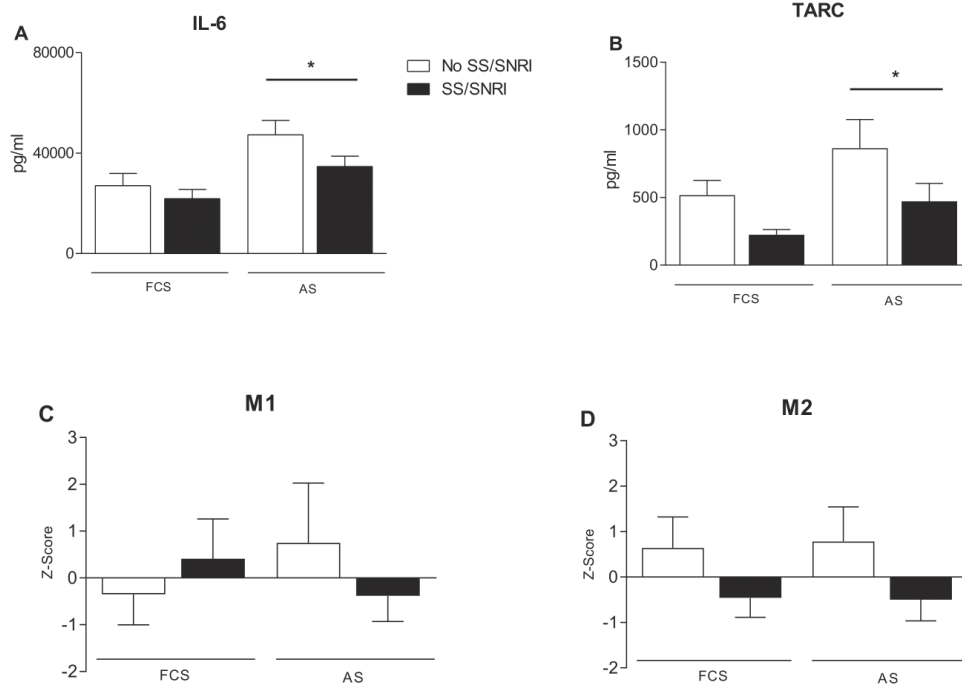 A
IL-6
80000
40000
0
pg/ml
*
FCS
AS
No SS/SNRI
SS/SNRI
B
TARC
1500
1000
500
0
pg/ml
*
FCS
AS
C
M1
3
2
1
0
-1
-2
Z-Score
FCS
AS
D
M2
3
2
1
0
-1
-2
Z-Score
FCS
AS